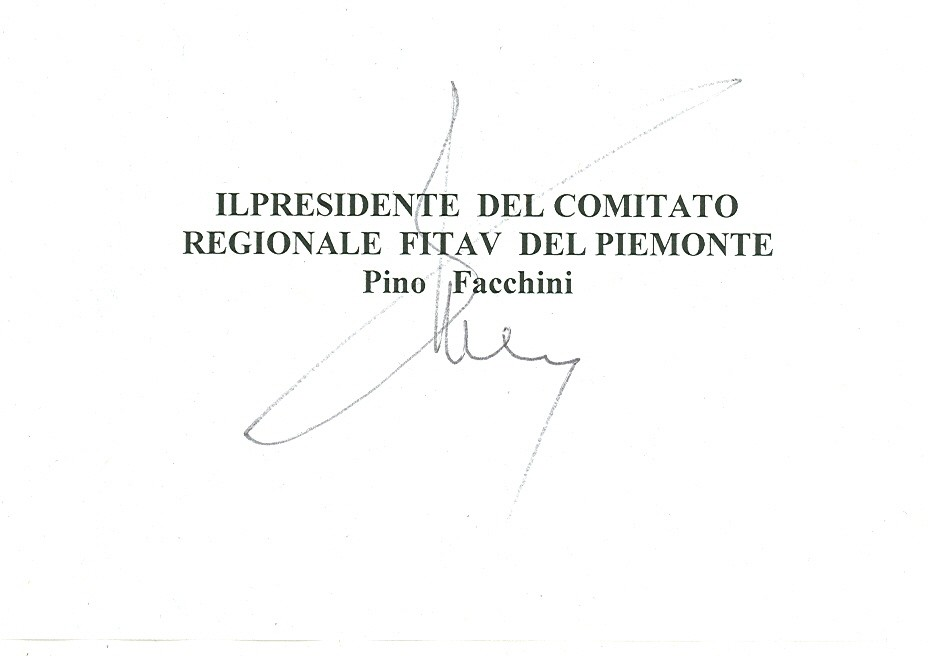 ILPRESIDENTE DEL COMITATO
REGIONALE FITAV DEL PIEMONTE
Pino Facchini